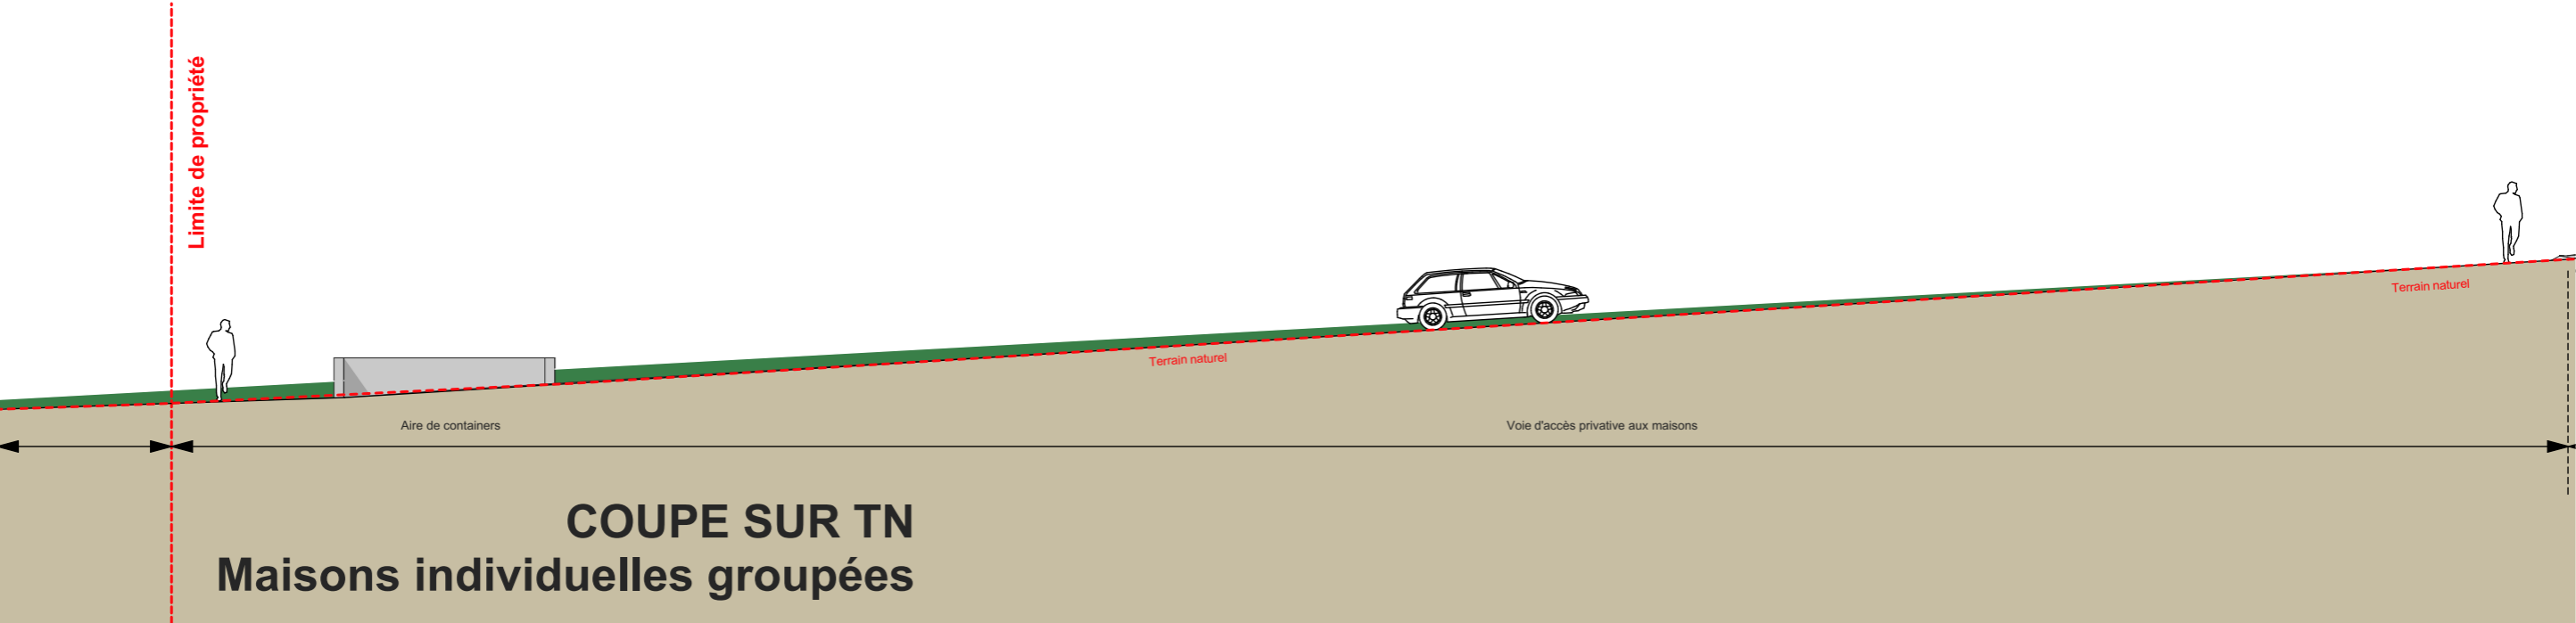 Limite de propriété
Terrain naturel
Terrain naturel
Aire de containers
Voie d'accès privative aux maisons
COUPE SUR TN
Maisons individuelles groupées